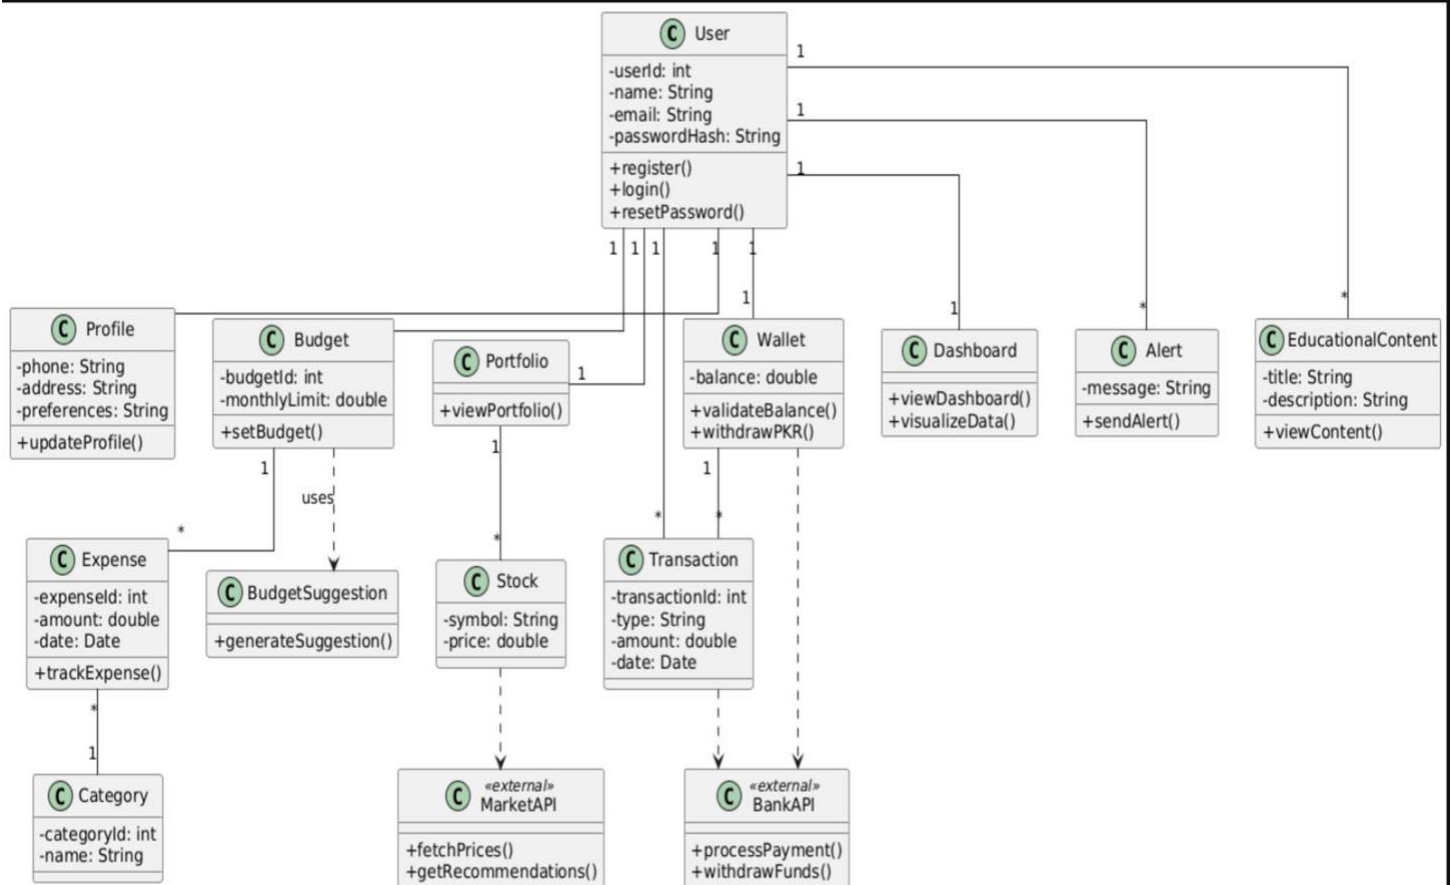 C User
-userId: int
-name: String
-email: String
-passwordHash: String
+register()
+login()
+resetPassword()
1
1
1
1
1
1
1
1
1
1
*
*
C Profile
-phone: String
-address: String
-preferences: String
+updateProfile()
C Budget
-budgetId: int
-monthlyLimit: double
+setBudget()
C Portfolio
+viewPortfolio()
1
C Wallet
-balance: double
+validateBalance()
+withdrawPKR()
C Dashboard
+viewDashboard()
+visualizeData()
C Alert
-message: String
+sendAlert()
C EducationalContent
-title: String
-description: String
+viewContent()
1
uses
*
1
*
1
*
*
C Expense
-expenseId: int
-amount: double
-date: Date
+trackExpense()
C BudgetSuggestion
+generateSuggestion()
C Stock
-symbol: String
-price: double
C Transaction
-transactionId: int
-type: String
-amount: double
-date: Date
*
1
C Category
-categoryId: int
-name: String
C «external»
MarketAPI
+fetchPrices()
+getRecommendations()
C «external»
BankAPI
+processPayment()
+withdrawFunds()